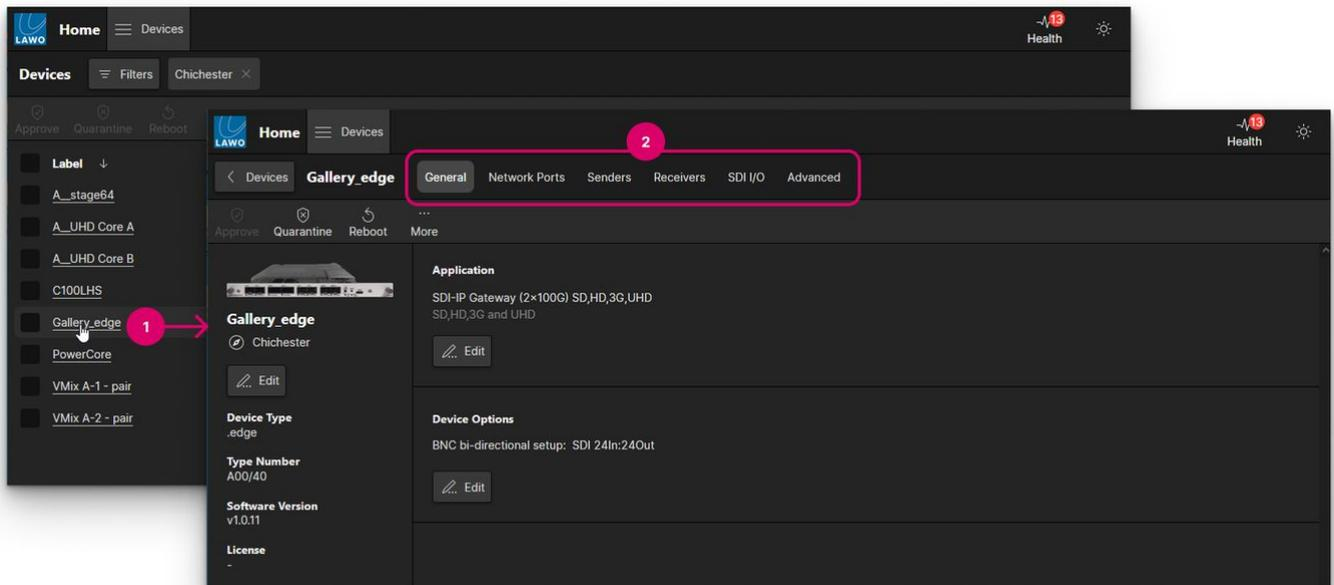 LAWO
Home
Devices
13
Health
Devices
Filters
Chichester
Approve
Quarantine
Reboot
Label
A__stage64
A__UHD Core A
A__UHD Core B
C100LHS
Gallery_edge
PowerCore
VMix A-1 - pair
VMix A-2 - pair
1
LAWO
Home
Devices
2
13
Health
Devices
Gallery_edge
General
Network Ports
Senders
Receivers
SDI I/O
Advanced
Approve
Quarantine
Reboot
... 
More
Gallery_edge
Chichester
Edit
Device Type
.edge
Type Number
A00/40
Software Version
v1.0.11
License
-
Application
SDI-IP Gateway (2×100G) SD,HD,3G,UHD
SD,HD,3G and UHD
Edit
Device Options
BNC bi-directional setup: SDI 24In:24Out
Edit